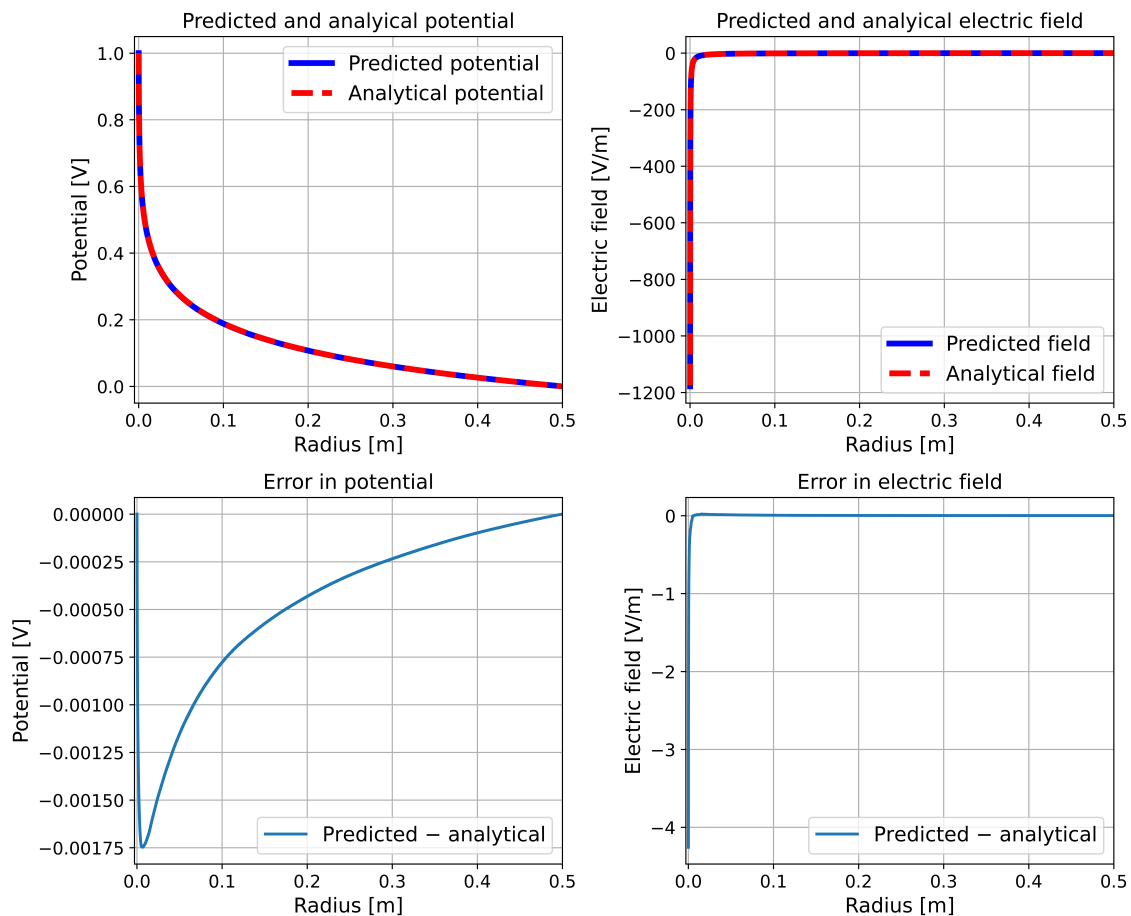 Predicted and analyical potential
1.0
0.8
0.6
0.4
0.2
0.0
Potential [V]
Predicted potential
Analytical potential
0.0 0.1 0.2 0.3 0.4 0.5
Radius [m]
Predicted and analyical electric field
0
−200
−400
−600
−800
−1000
−1200
Electric field [V/m]
Predicted field
Analytical field
0.0 0.1 0.2 0.3 0.4 0.5
Radius [m]
Error in potential
0.00000
−0.00025
−0.00050
−0.00075
−0.00100
−0.00125
−0.00150
−0.00175
Potential [V]
Predicted − analytical
0.0 0.1 0.2 0.3 0.4 0.5
Radius [m]
Error in electric field
0
−1
−2
−3
−4
Electric field [V/m]
Predicted − analytical
0.0 0.1 0.2 0.3 0.4 0.5
Radius [m]